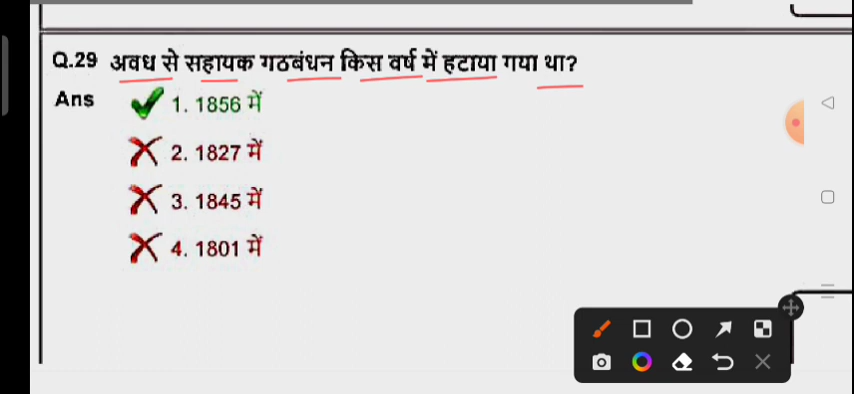 Q.29 अवध से सहायक गठबंधन किस वर्ष में हटाया गया था?
Ans 1. 1856 में
2. 1827 में
3. 1845 में
4. 1801 में